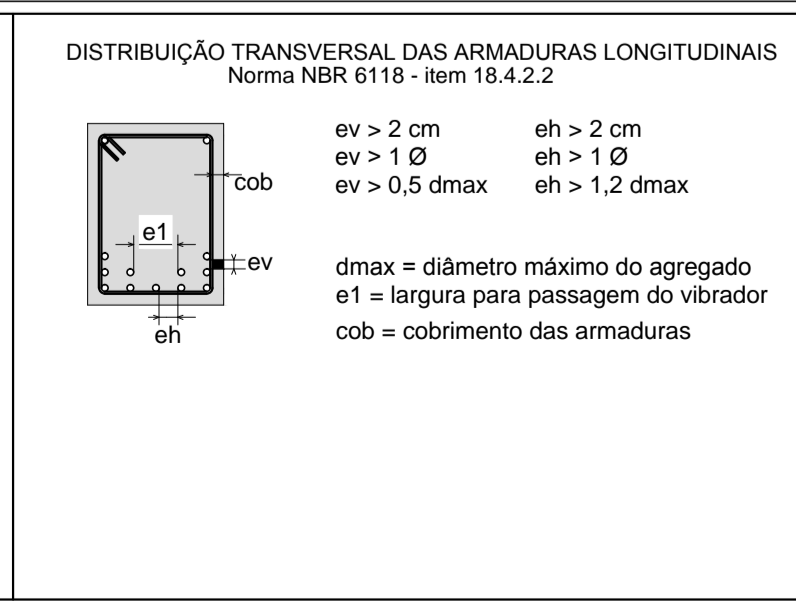 DISTRIBUIÇÃO TRANSVERSAL DAS ARMADURAS LONGITUDINAIS
Norma NBR 6118 - item 18.4.2.2
ev > 2 cm eh > 2 cm
ev > 1 Ø eh > 1 Ø
ev > 0,5 dmax eh > 1,2 dmax
cob
e1
ev
eh
dmax = diâmetro máximo do agregado
e1 = largura para passagem do vibrador
cob = cobrimento das armaduras